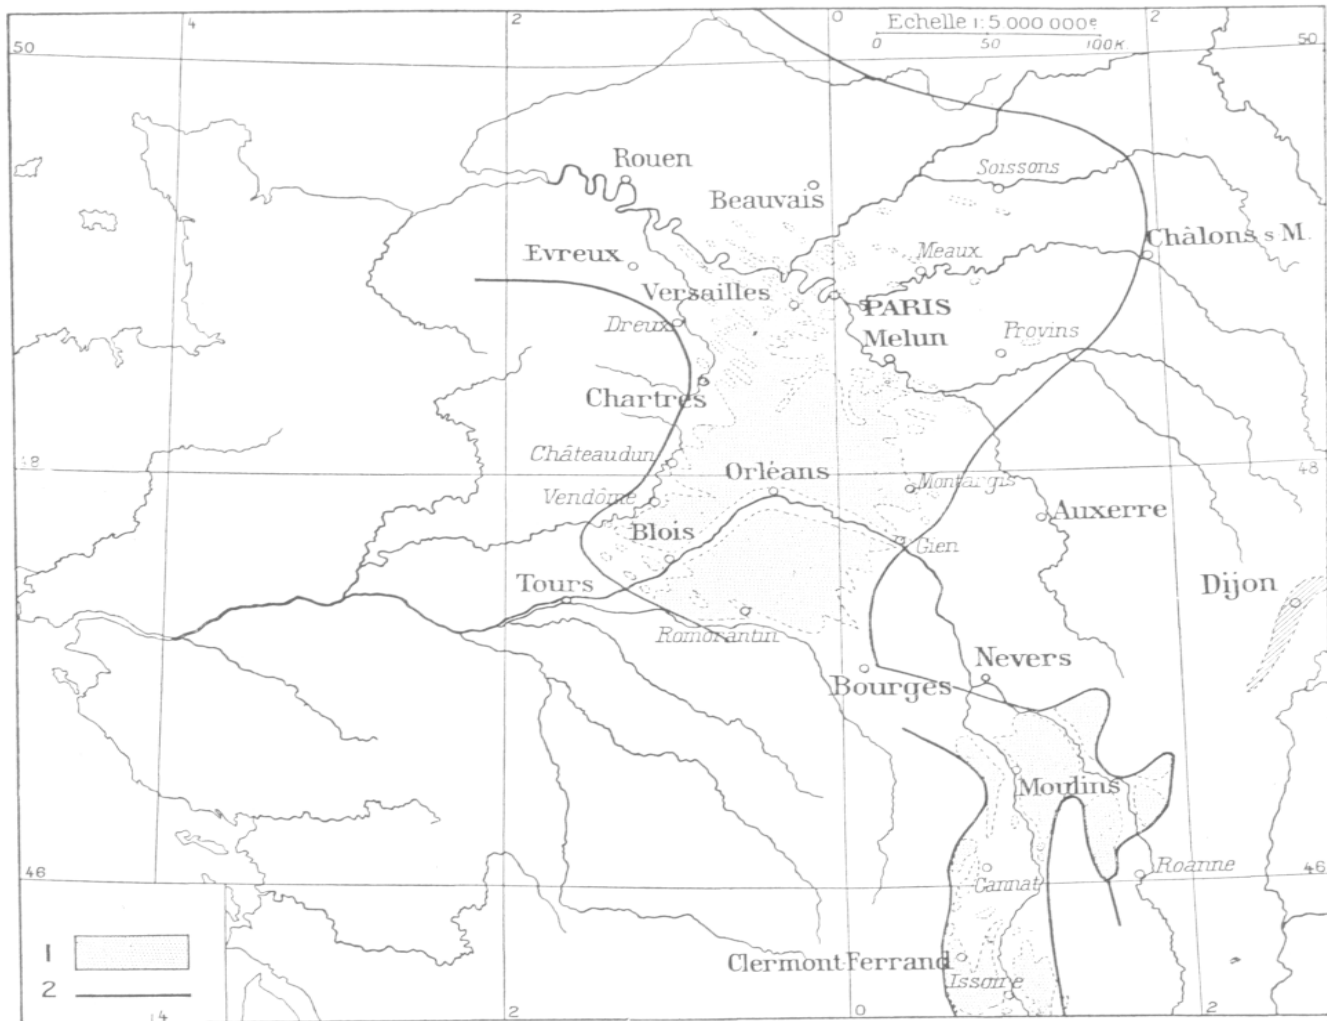 4 2 0 2
Echelle 1:5 000 000e
0 50 100K.
50 50
Rouen
Soissons
Beauvais
Châlons s M.
Evreux
Meaux
Versailles
PARIS
Dreux
Melun
Provins
Chartres
Châteaudun
48 48
Orléans
Montargis
Vendôme
Auxerre
Blois
Gien
Tours
Dijon
Romorantin
Nevers
Bourges
Moulins
46 46
Roanne
Gannat
1
Clermont-Ferrand
Issoire
2
4 2 0 2